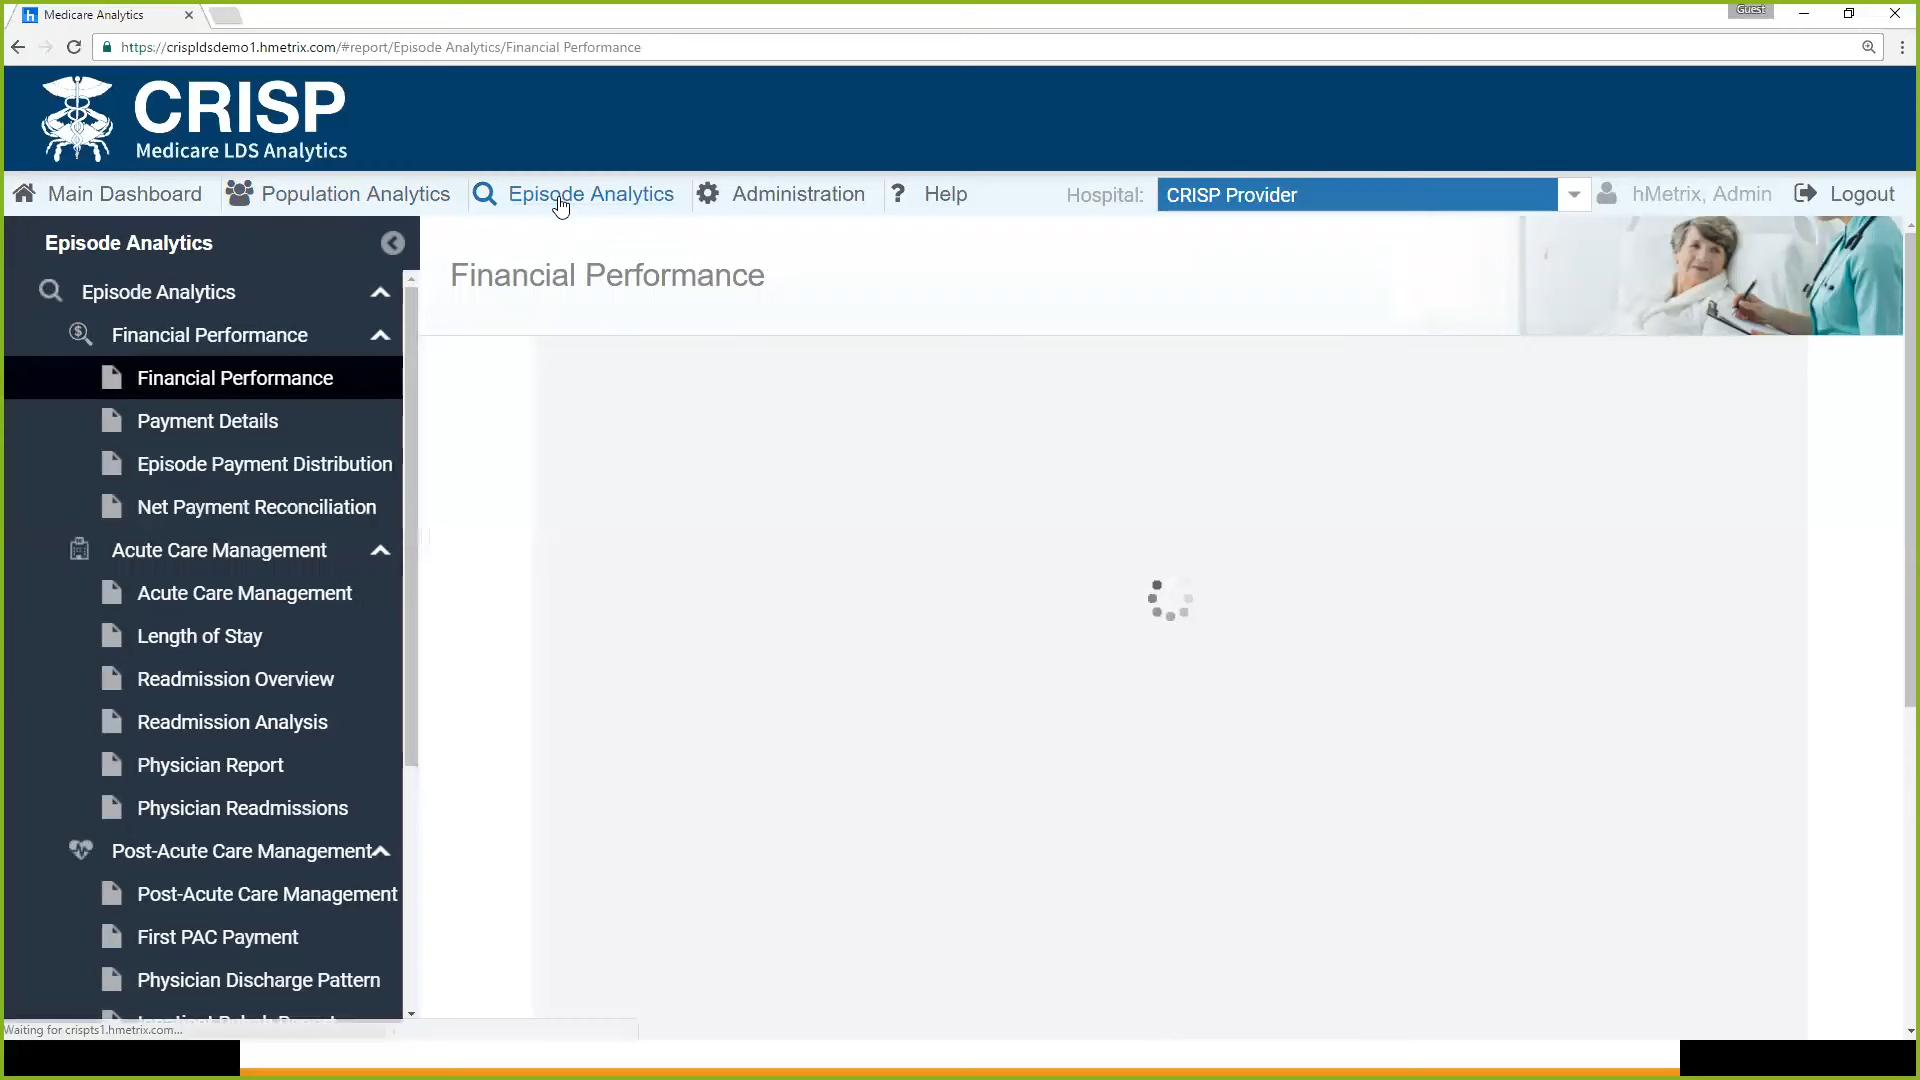 Medicare Analytics
Guest
https://crispldsdemo1.hmetrix.com/#report/Episode Analytics/Financial Performance
CRISP
Medicare LDS Analytics
Main Dashboard
Population Analytics
Episode Analytics
Administration
? Help
Hospital:
CRISP Provider
hMetrix, Admin
Logout
Episode Analytics
Financial Performance
Episode Analytics
Financial Performance
Financial Performance
Payment Details
Episode Payment Distribution
Net Payment Reconciliation
Acute Care Management
Acute Care Management
Length of Stay
Readmission Overview
Readmission Analysis
Physician Report
Physician Readmissions
Post-Acute Care Management
Post-Acute Care Management
First PAC Payment
Physician Discharge Pattern
Waiting for crispts1.hmetrix.com...